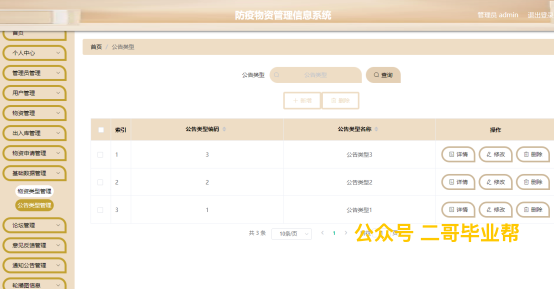 防疫物资管理信息系统
管理员 admin 退出登录
首页
个人中心
管理员管理
用户管理
物资管理
出入库管理
物资申请管理
基础数据管理
物资类型管理
公告类型管理
论坛管理
意见反馈管理
通知公告管理
轮播图信息
首页 / 公告类型
公告类型 公告类型 查询
+ 新增 删除
索引 公告类型编码 公告类型名称 操作
1 3 公告类型3 详情 修改 删除
2 2 公告类型2 详情 修改 删除
3 1 公告类型1 详情 修改 删除
共 3 条 10条/页 < 1 >
公众号 二哥毕业帮